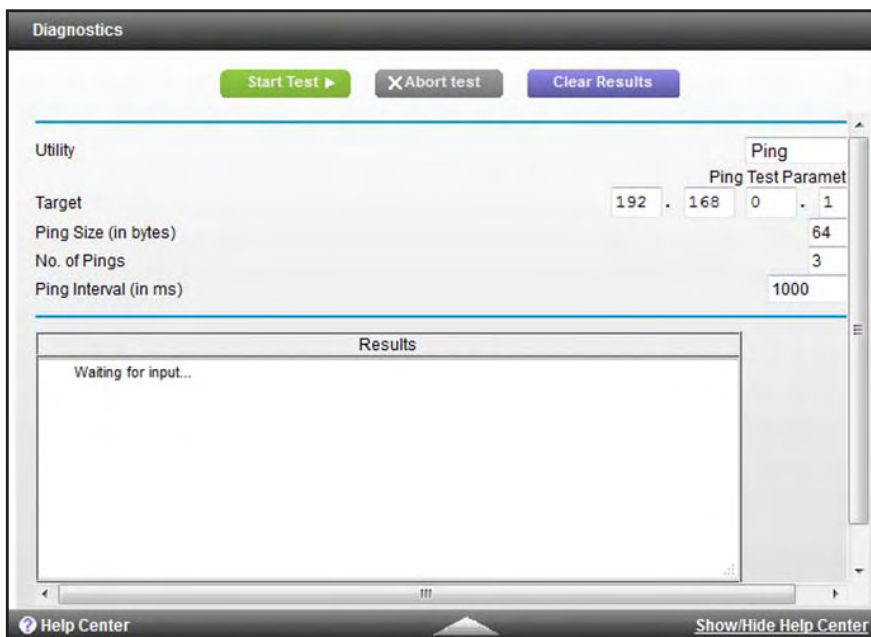 Diagnostics
Start Test
Abort test
Clear Results
Utility
Ping
Ping Test Paramet
Target
192 . 168 0 . 1
Ping Size (in bytes)
64
No. of Pings
3
Ping Interval (in ms)
1000
Results
Waiting for input...
Help Center
Show/Hide Help Center